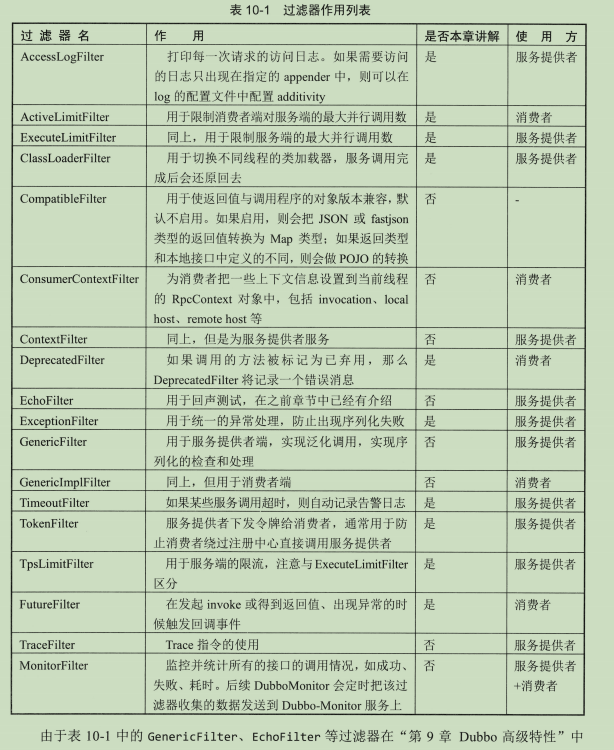 表 10-1 过滤器作用列表
过 滤 器 名 作 用 是否本章讲解 使 用 方
AccessLogFilter 打印每一次请求的访问日志。如果需要访问 是 服务提供者
的日志只出现在指定的 appender 中，则可以在
log 的配置文件中配置 additivity
ActiveLimitFilter 用于限制消费者端对服务端的最大并行调用数 是 消费者
ExecuteLimitFilter 同上，用于限制服务端的最大并行调用数 是 服务提供者
ClassLoaderFilter 用于切换不同线程的类加载器，服务调用完 是 服务提供者
成后会还原回去
CompatibleFilter 用于使返回值与调用程序的对象版本兼容，默 否 -
认不启用。如果启用，则会把 JSON 或 fastjson
类型的返回值转换为 Map 类型；如果返回类型
和本地接口中定义的不同，则会做 POJO 的转换
ConsumerContextFilter 为消费者把一些上下文信息设置到当前线程 否 消费者
的 RpcContext 对象中，包括 invocation、local
host、remote host 等
ContextFilter 同上，但是为服务提供者服务 否 服务提供者
DeprecatedFilter 如果调用的方法被标记为已弃用，那么 是 消费者
DeprecatedFilter 将记录一个错误消息
EchoFilter 用于回声测试，在之前章节中已经有介绍 否 服务提供者
ExceptionFilter 用于统一的异常处理，防止出现序列化失败 是 服务提供者
GenericFilter 用于服务提供者端，实现泛化调用，实现序 否 服务提供者
列化的检查和处理
GenericImplFilter 同上，但用于消费者端 否 消费者
TimeoutFilter 如果某些服务调用超时，则自动记录告警日志 是 服务提供者
TokenFilter 服务提供者下发令牌给消费者，通常用于防 是 服务提供者
止消费者绕过注册中心直接调用服务提供者
TpsLimitFilter 用于服务端的限流，注意与 ExecuteLimitFilter 是 服务提供者
区分
FutureFilter 在发起 invoke 或得到返回值、出现异常的时 是 消费者
候触发回调事件
TraceFilter Trace 指令的使用 否 服务提供者
MonitorFilter 监控并统计所有的接口的调用情况，如成功、 否 服务提供者
失败、耗时。后续 DubboMonitor 会定时把该过 +消费者
滤器收集的数据发送到 Dubbo-Monitor 服务上
由于表 10-1 中的 GenericFilter、EchoFilter 等过滤器在“第 9 章 Dubbo 高级特性”中